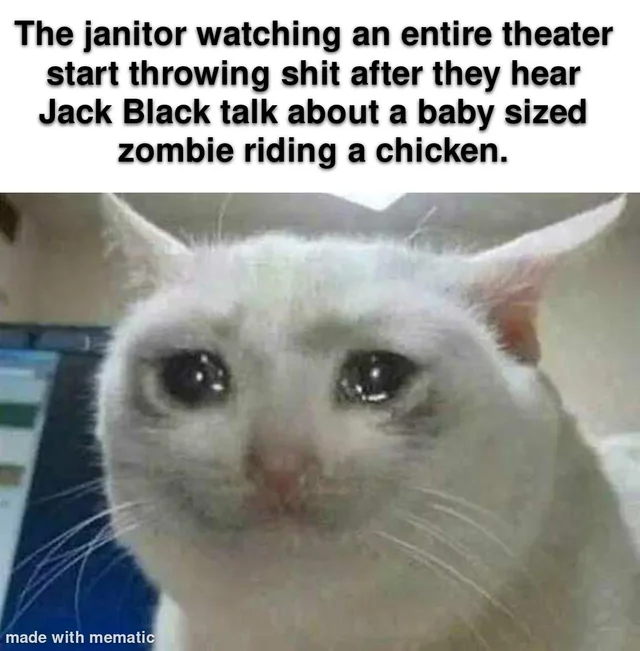 The janitor watching an entire theater
start throwing shit after they hear
Jack Black talk about a baby sized
zombie riding a chicken.
made with mematic